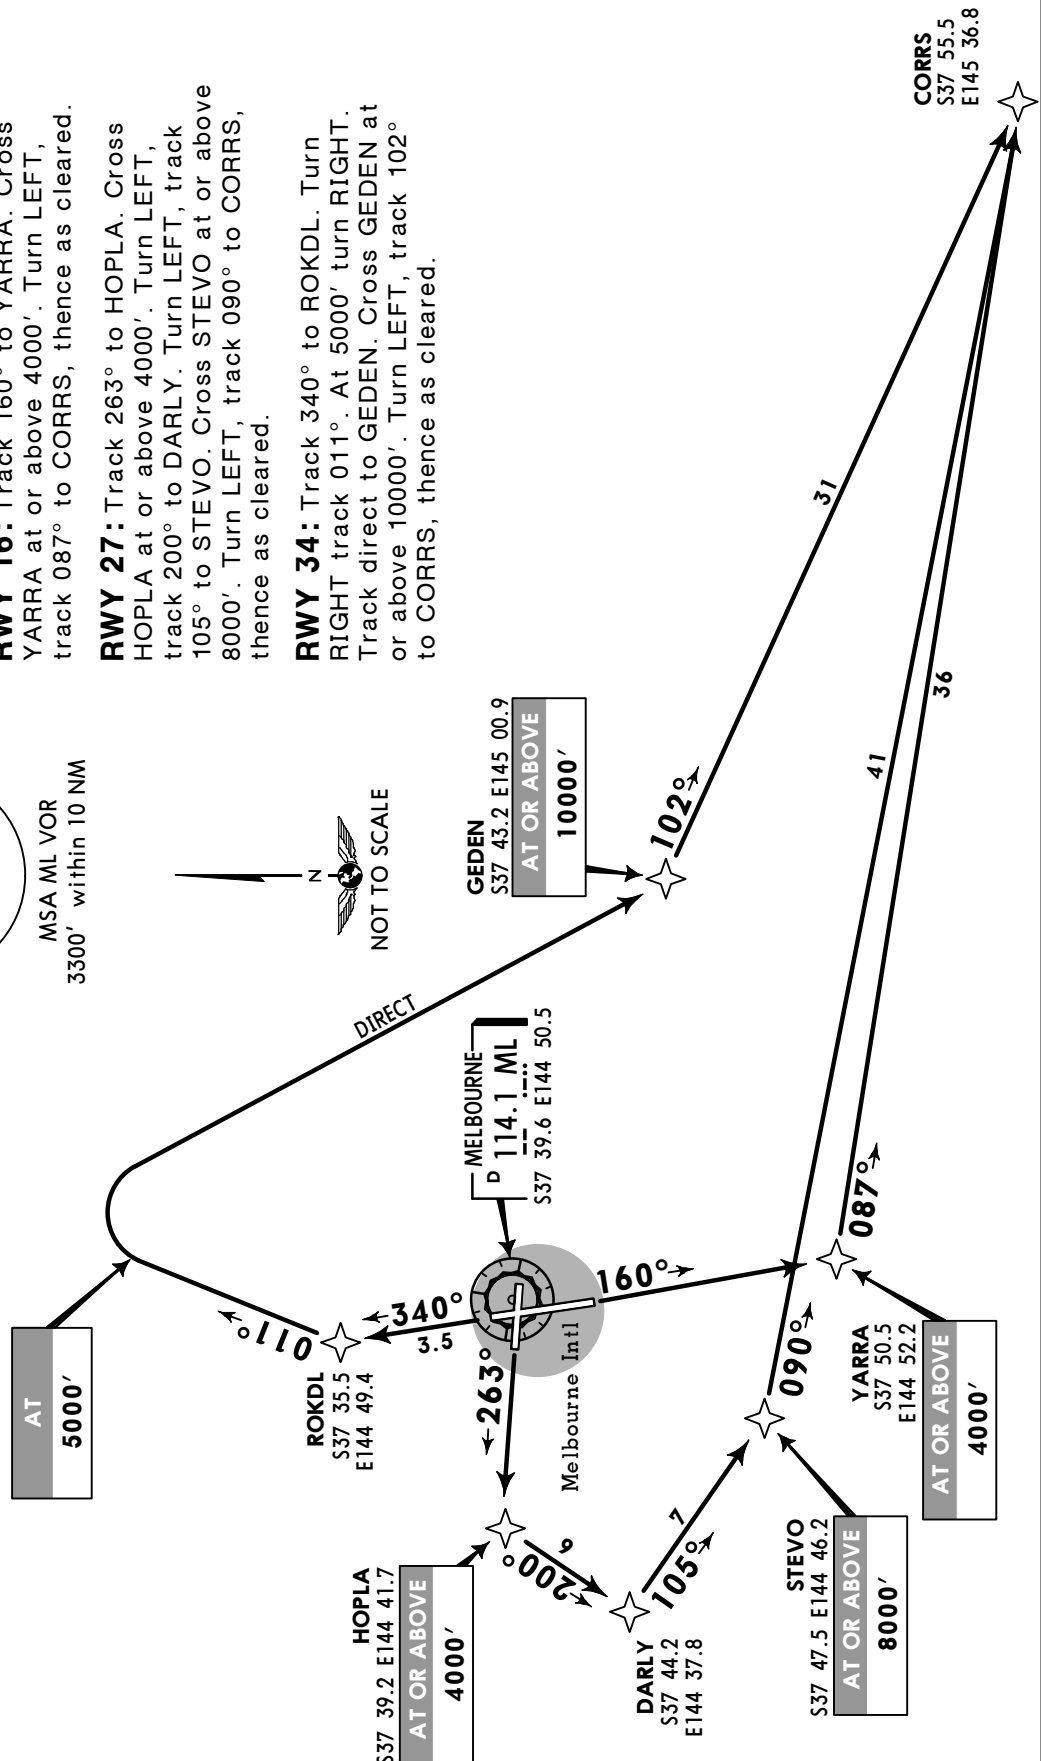 RWY 16: Track 160° to YARRA. Cross
YARRA at or above 4000′. Turn LEFT,
track 087° to CORRS, thence as cleared.
RWY 27: Track 263° to HOPLA. Cross
HOPLA at or above 4000′. Turn LEFT,
track 200° to DARLY. Turn LEFT, track
105° to STEVO. Cross STEVO at or above
8000′. Turn LEFT, track 090° to CORRS,
thence as cleared.
RWY 34: Track 340° to ROKDL. Turn
RIGHT track 011°. At 5000′ turn RIGHT.
Track direct to GEDEN. Cross GEDEN at
or above 10000′. Turn LEFT, track 102°
to CORRS, thence as cleared.
MSA ML VOR
3300′ within 10 NM
N
NOT TO SCALE
AT
5000′
DIRECT
011°
ROKDL
S37 35.5
E144 49.4
340°
3.5
MELBOURNE
D 114.1 ML
S37 39.6 E144 50.5
GEDEN
S37 43.2 E145 00.9
AT OR ABOVE
10000′
102°
31
CORRS
S37 55.5
E145 36.8
HOPLA
S37 39.2 E144 41.7
AT OR ABOVE
4000′
263°
Melbourne Intl
160°
200°
6
DARLY
S37 44.2
E144 37.8
105°
7
STEVO
S37 47.5 E144 46.2
AT OR ABOVE
8000′
090°
41
YARRA
S37 50.5
E144 52.2
AT OR ABOVE
4000′
087°
36